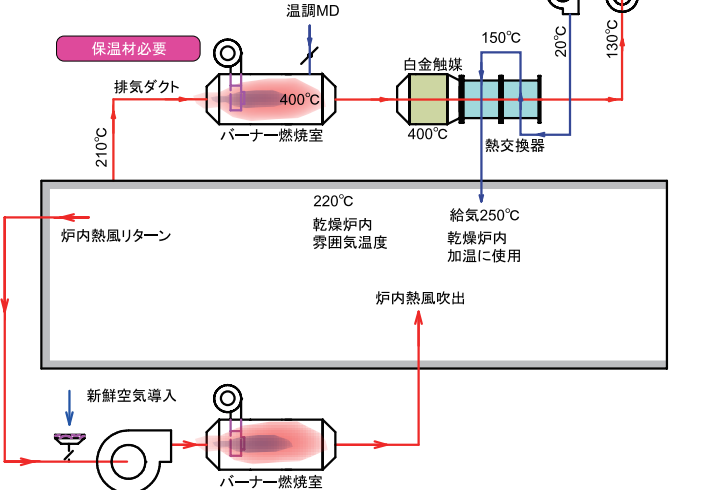 温調MD
保温材必要
150℃
20℃
130℃
排気ダクト
400℃
白金触媒
210℃
バーナー燃焼室
400℃
熱交換器
220℃
乾燥炉内
雰囲気温度
給気250℃
乾燥炉内
加温に使用
炉内熱風リターン
炉内熱風吹出
新鮮空気導入
バーナー燃焼室